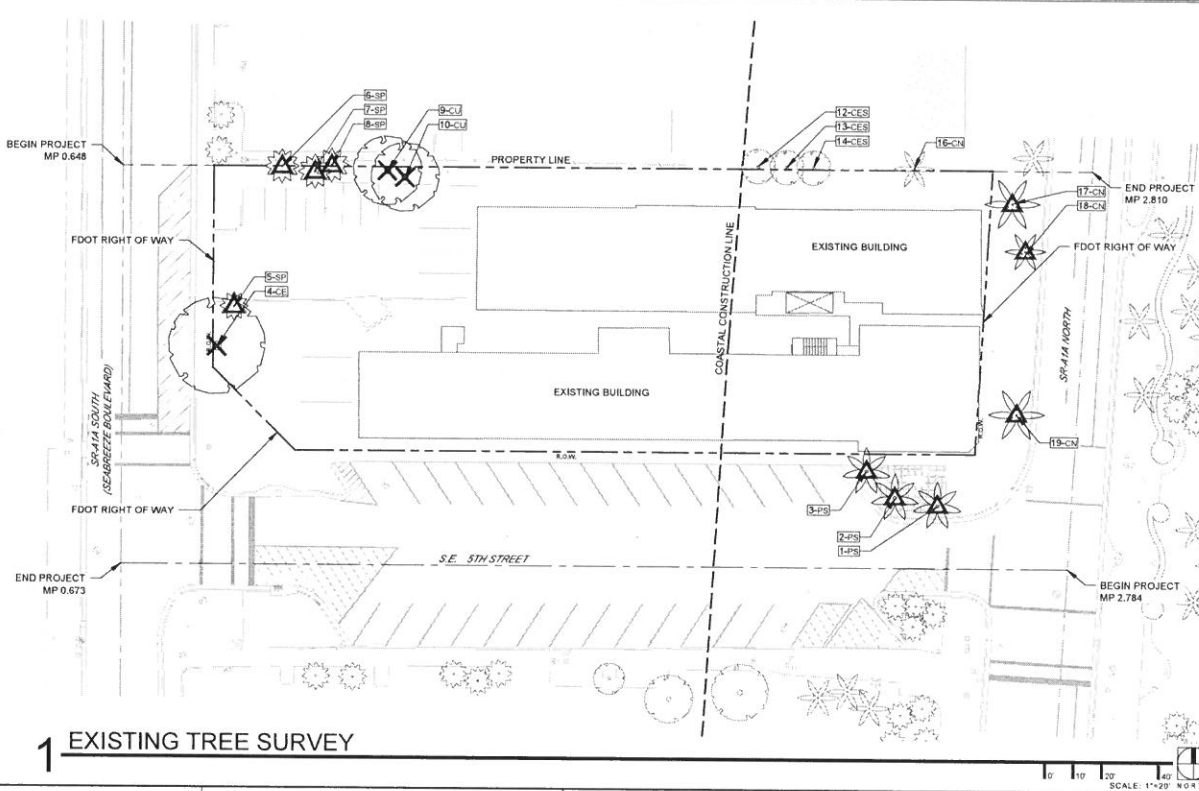 6-SP
7-SP
8-SP
9-CU
10-CU
12-CES
13-CES
14-CES
16-CN
BEGIN PROJECT
MP 0.648
PROPERTY LINE
END PROJECT
MP 2.810
17-CN
18-CN
FDOT RIGHT OF WAY
EXISTING BUILDING
FDOT RIGHT OF WAY
5-SP
4-CE
COASTAL CONSTRUCTION LINE
SR-A1A NORTH
EXISTING BUILDING
SR-A1A SOUTH
(SEABREEZE BOULEVARD)
19-CN
R.O.W.
R.O.W.
FDOT RIGHT OF WAY
3-PS
2-PS
1-PS
S.E. 5TH STREET
END PROJECT
MP 0.673
BEGIN PROJECT
MP 2.784
1 EXISTING TREE SURVEY
0' 10' 20' 40'
SCALE: 1"=20'